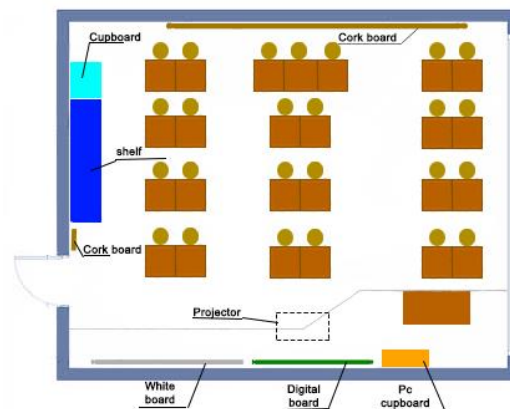 Cupboard
Cork board
shelf
Cork board
Projector
White
board
Digital
board
Pc
cupboard